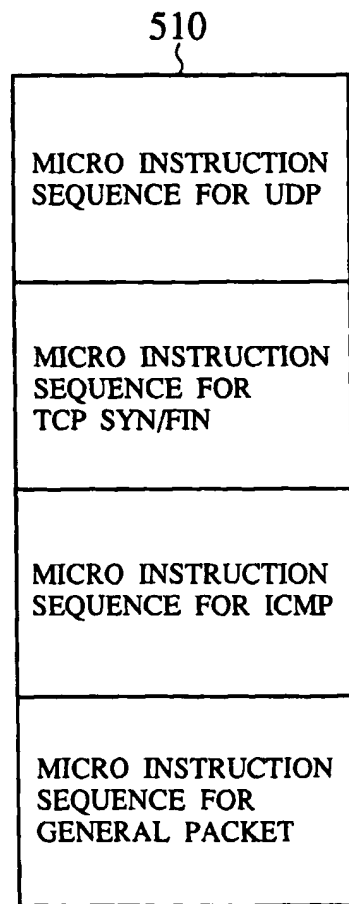 510
MICRO INSTRUCTION
SEQUENCE FOR UDP
MICRO INSTRUCTION
SEQUENCE FOR
TCP SYN/FIN
MICRO INSTRUCTION
SEQUENCE FOR ICMP
MICRO INSTRUCTION
SEQUENCE FOR
GENERAL PACKET